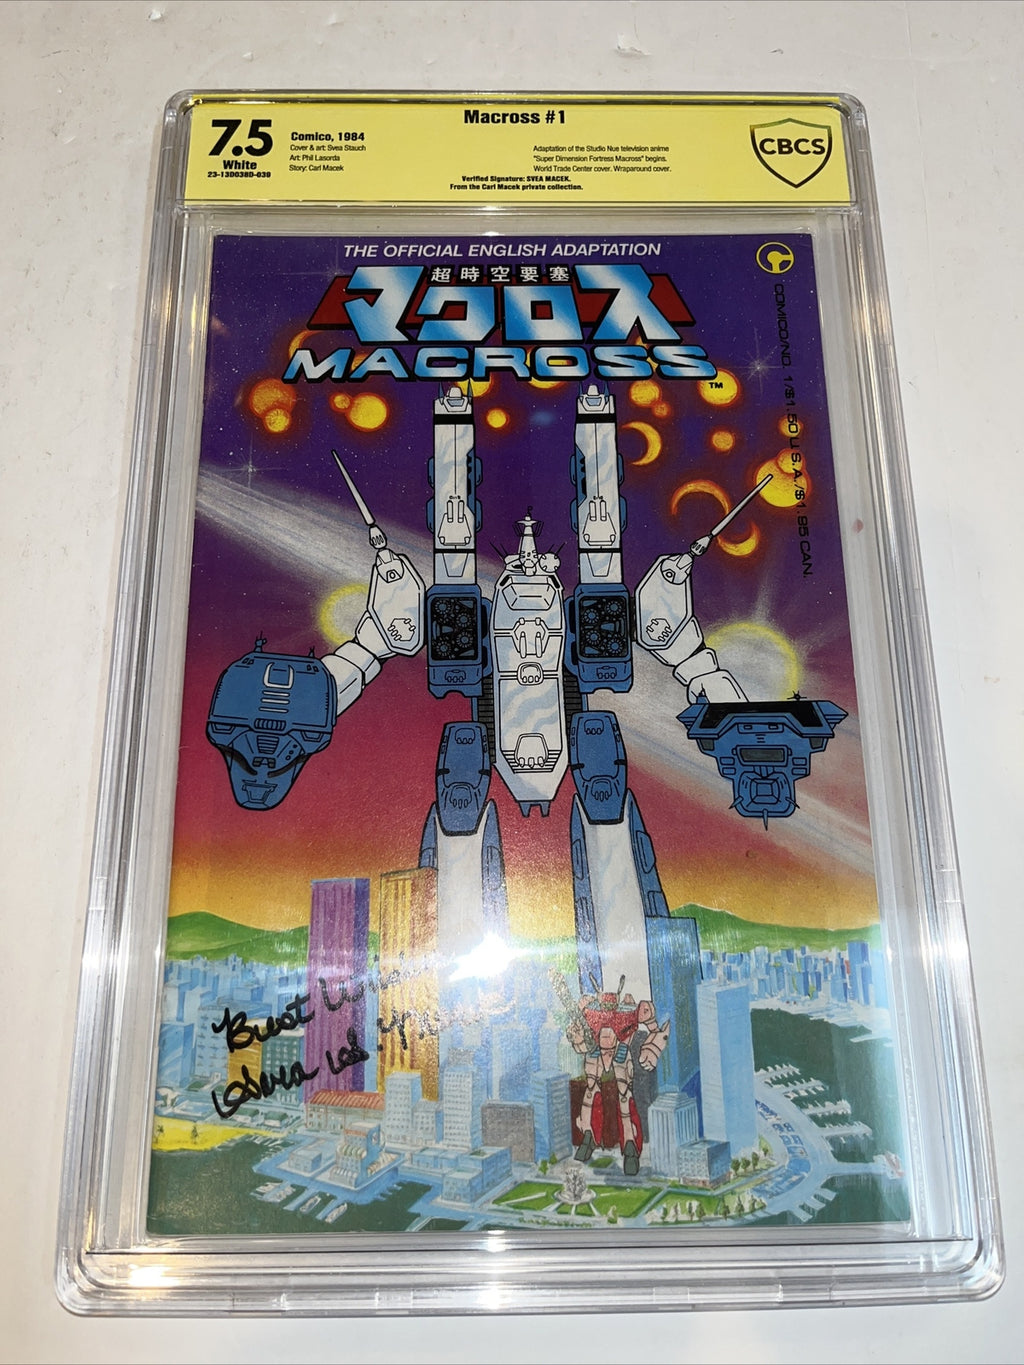 Macross #1
7.5
White
23-13D038D-039
Comico, 1984
Cover & art: Svea Stauch
Art: Phil Lasorda
Story: Carl Macek
Adaptation of the Studio Nue television anime
"Super Dimension Fortress Macross" begins.
World Trade Center cover. Wraparound cover.
Verified Signature: SVEA MACEK.
From the Carl Macek private collection.
CBCS
THE OFFICIAL ENGLISH ADAPTATION
超時空要塞
マクロス
MACROSS
TM
COMICO/NO. 1/$1.50 U.S.A./$1.95 CAN.
Best
Svea